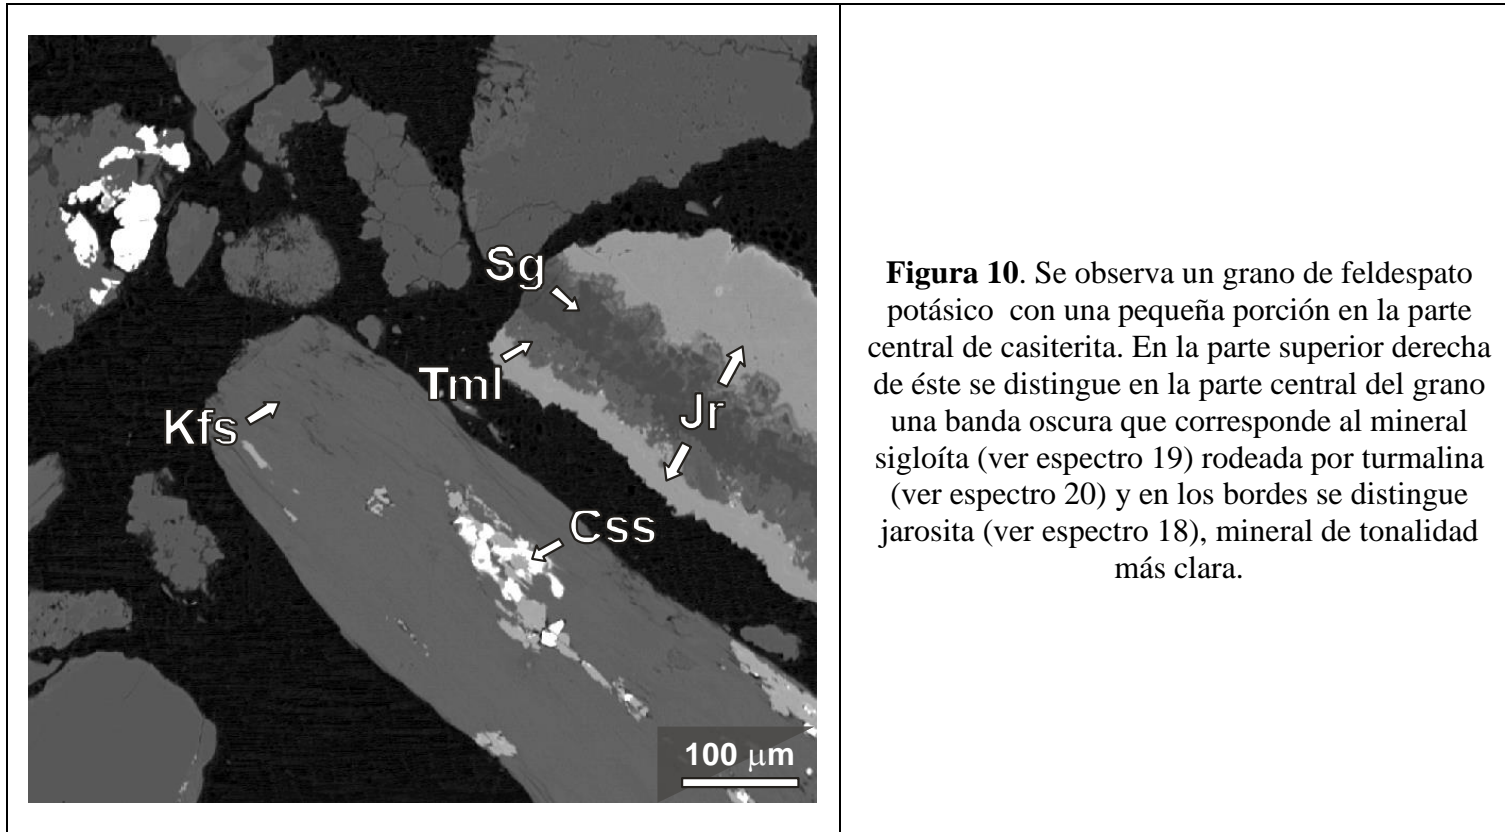 Sg
Tml
Kfs
Jr
Css
100 μm
Figura 10. Se observa un grano de feldespato
potásico con una pequeña porción en la parte
central de casiterita. En la parte superior derecha
de éste se distingue en la parte central del grano
una banda oscura que corresponde al mineral
sigloíta (ver espectro 19) rodeada por turmalina
(ver espectro 20) y en los bordes se distingue
jarosita (ver espectro 18), mineral de tonalidad
más clara.